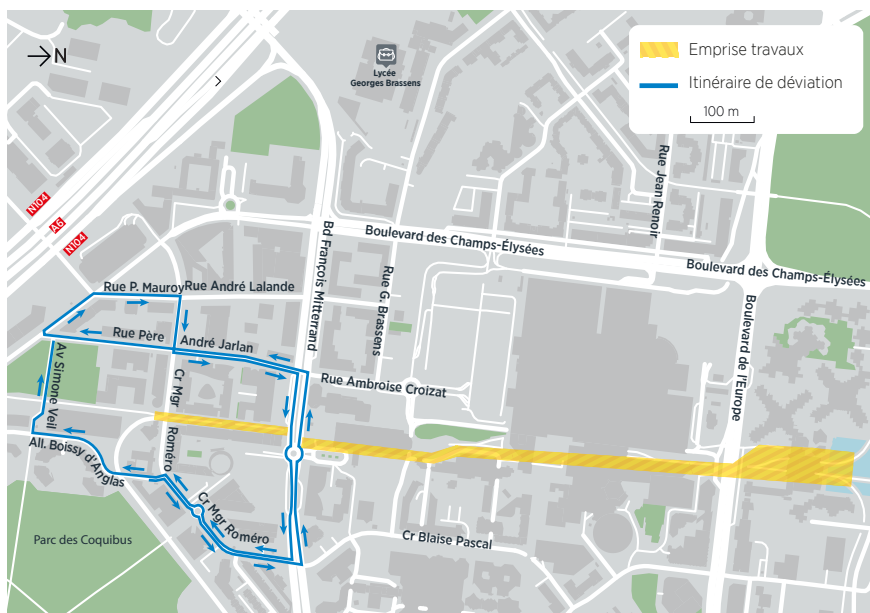 N
Lycée
Georges Brassens
Emprise travaux
Itinéraire de déviation
100 m
N104
A6
N104
Rue Jean Renoir
Bd François Mitterrand
Boulevard des Champs-Élysées
Boulevard des Champs-Élysées
Rue P. Mauroy
Rue André Lalande
Rue G. Brassens
Boulevard de l'Europe
Rue Père
André Jarlan
Av Simone Veil
Cr Mgr
Roméro
Rue Ambroise Croizat
All. Boissy d'Anglas
Cr Mgr Roméro
Cr Blaise Pascal
Parc des Coquibus